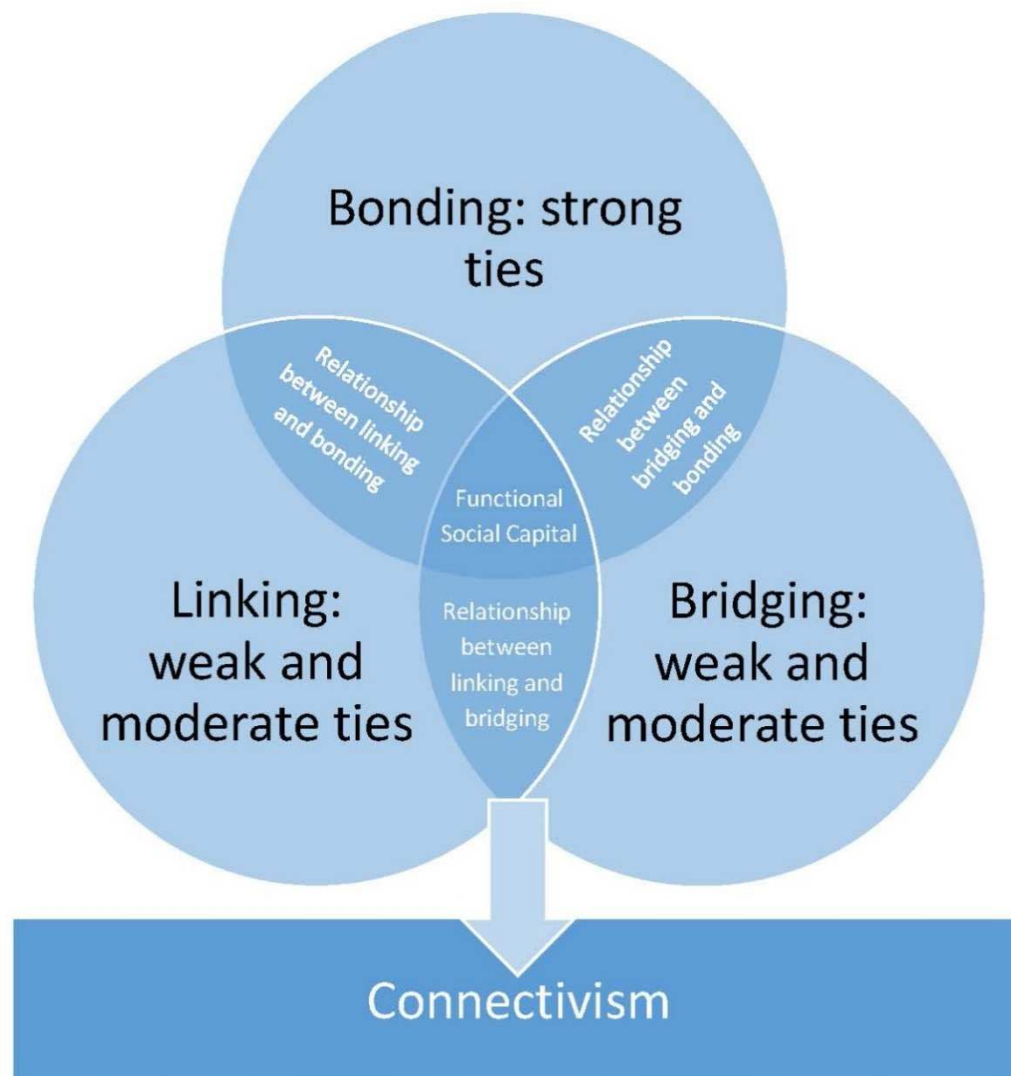 Bonding: strong
ties
Relationship
between linking
and bonding
Relationship
between
bridging and
bonding
Functional
Social Capital
Linking:
weak and
moderate ties
Relationship
between
linking and
bridging
Bridging:
weak and
moderate ties
Connectivism